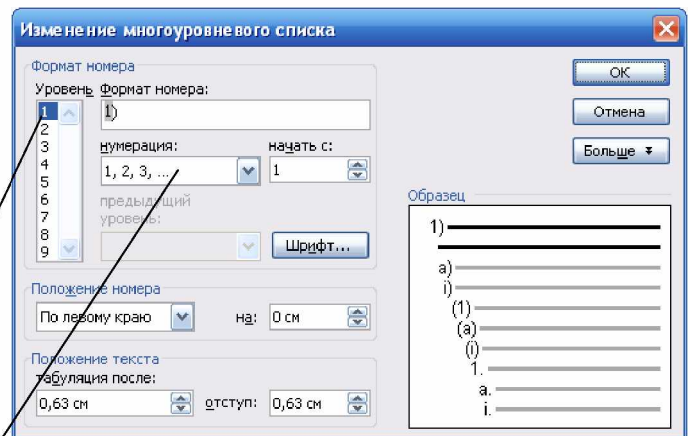 Изменение многоуровневого списка
Формат номера
Уровень Формат номера:
1
2
3
4
5
6
7
8
9
1)
нумерация:
начать с:
1, 2, 3, ...
1
предыдущий
уровень:
Шрифт...
Положение номера
По левому краю
на:
0 см
Положение текста
табуляция после:
0,63 см
отступ:
0,63 см
ОК
Отмена
Больше
Образец
1)
a)
i)
(1)
(a)
(i)
1.
a.
i.